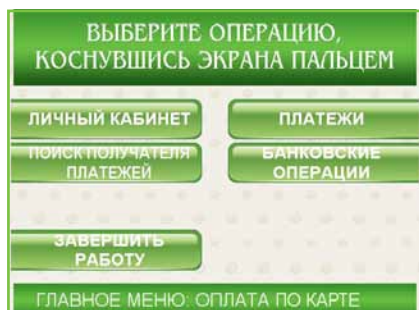 ВЫБЕРИТЕ ОПЕРАЦИЮ,
КОСНУВШИСЬ ЭКРАНА ПАЛЬЦЕМ
ЛИЧНЫЙ КАБИНЕТ
ПЛАТЕЖИ
ПОИСК ПОЛУЧАТЕЛЯ
ПЛАТЕЖЕЙ
БАНКОВСКИЕ
ОПЕРАЦИИ
ЗАВЕРШИТЬ
РАБОТУ
ГЛАВНОЕ МЕНЮ: ОПЛАТА ПО КАРТЕ